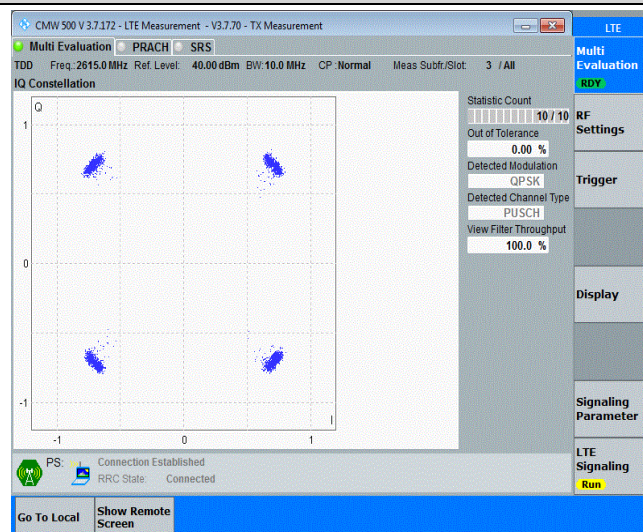 CMW 500 V 3.7.172 - LTE Measurement - V3.7.70 - TX Measurement
LTE
Multi Evaluation PRACH SRS
Multi
Evaluation
RDY
TDD Freq.:2615.0 MHz Ref. Level: 40.00 dBm BW:10.0 MHz CP :Normal Meas Subfr./Slot: 3 / All
IQ Constellation
Q
1
0
-1
-1
0
1
I
Statistic Count
10 / 10
Out of Tolerance
0.00 %
Detected Modulation
QPSK
Detected Channel Type
PUSCH
View Filter Throughput
100.0 %
RF
Settings
Trigger
Display
Signaling
Parameter
LTE
Signaling
Run
PS:
Connection Established
RRC State: Connected
Go To Local
Show Remote
Screen